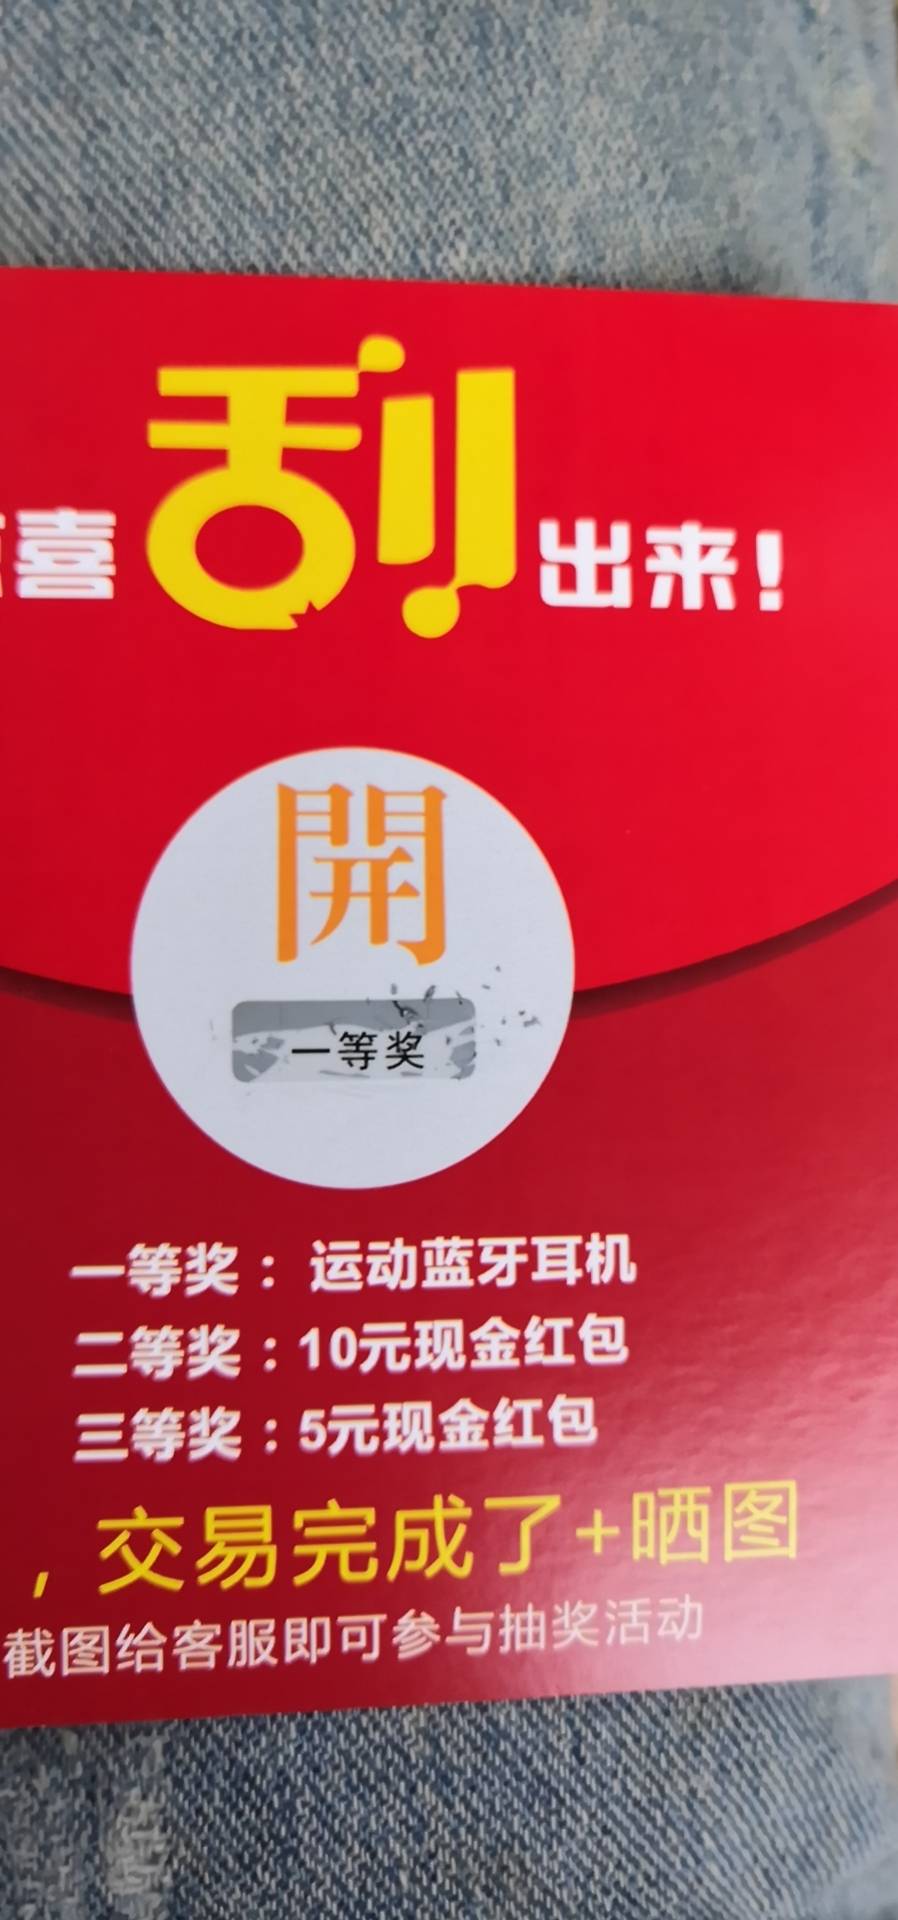 喜刮出来！
開
一等奖
一等奖：运动蓝牙耳机
二等奖：10元现金红包
三等奖：5元现金红包
，交易完成了+晒图
截图给客服即可参与抽奖活动